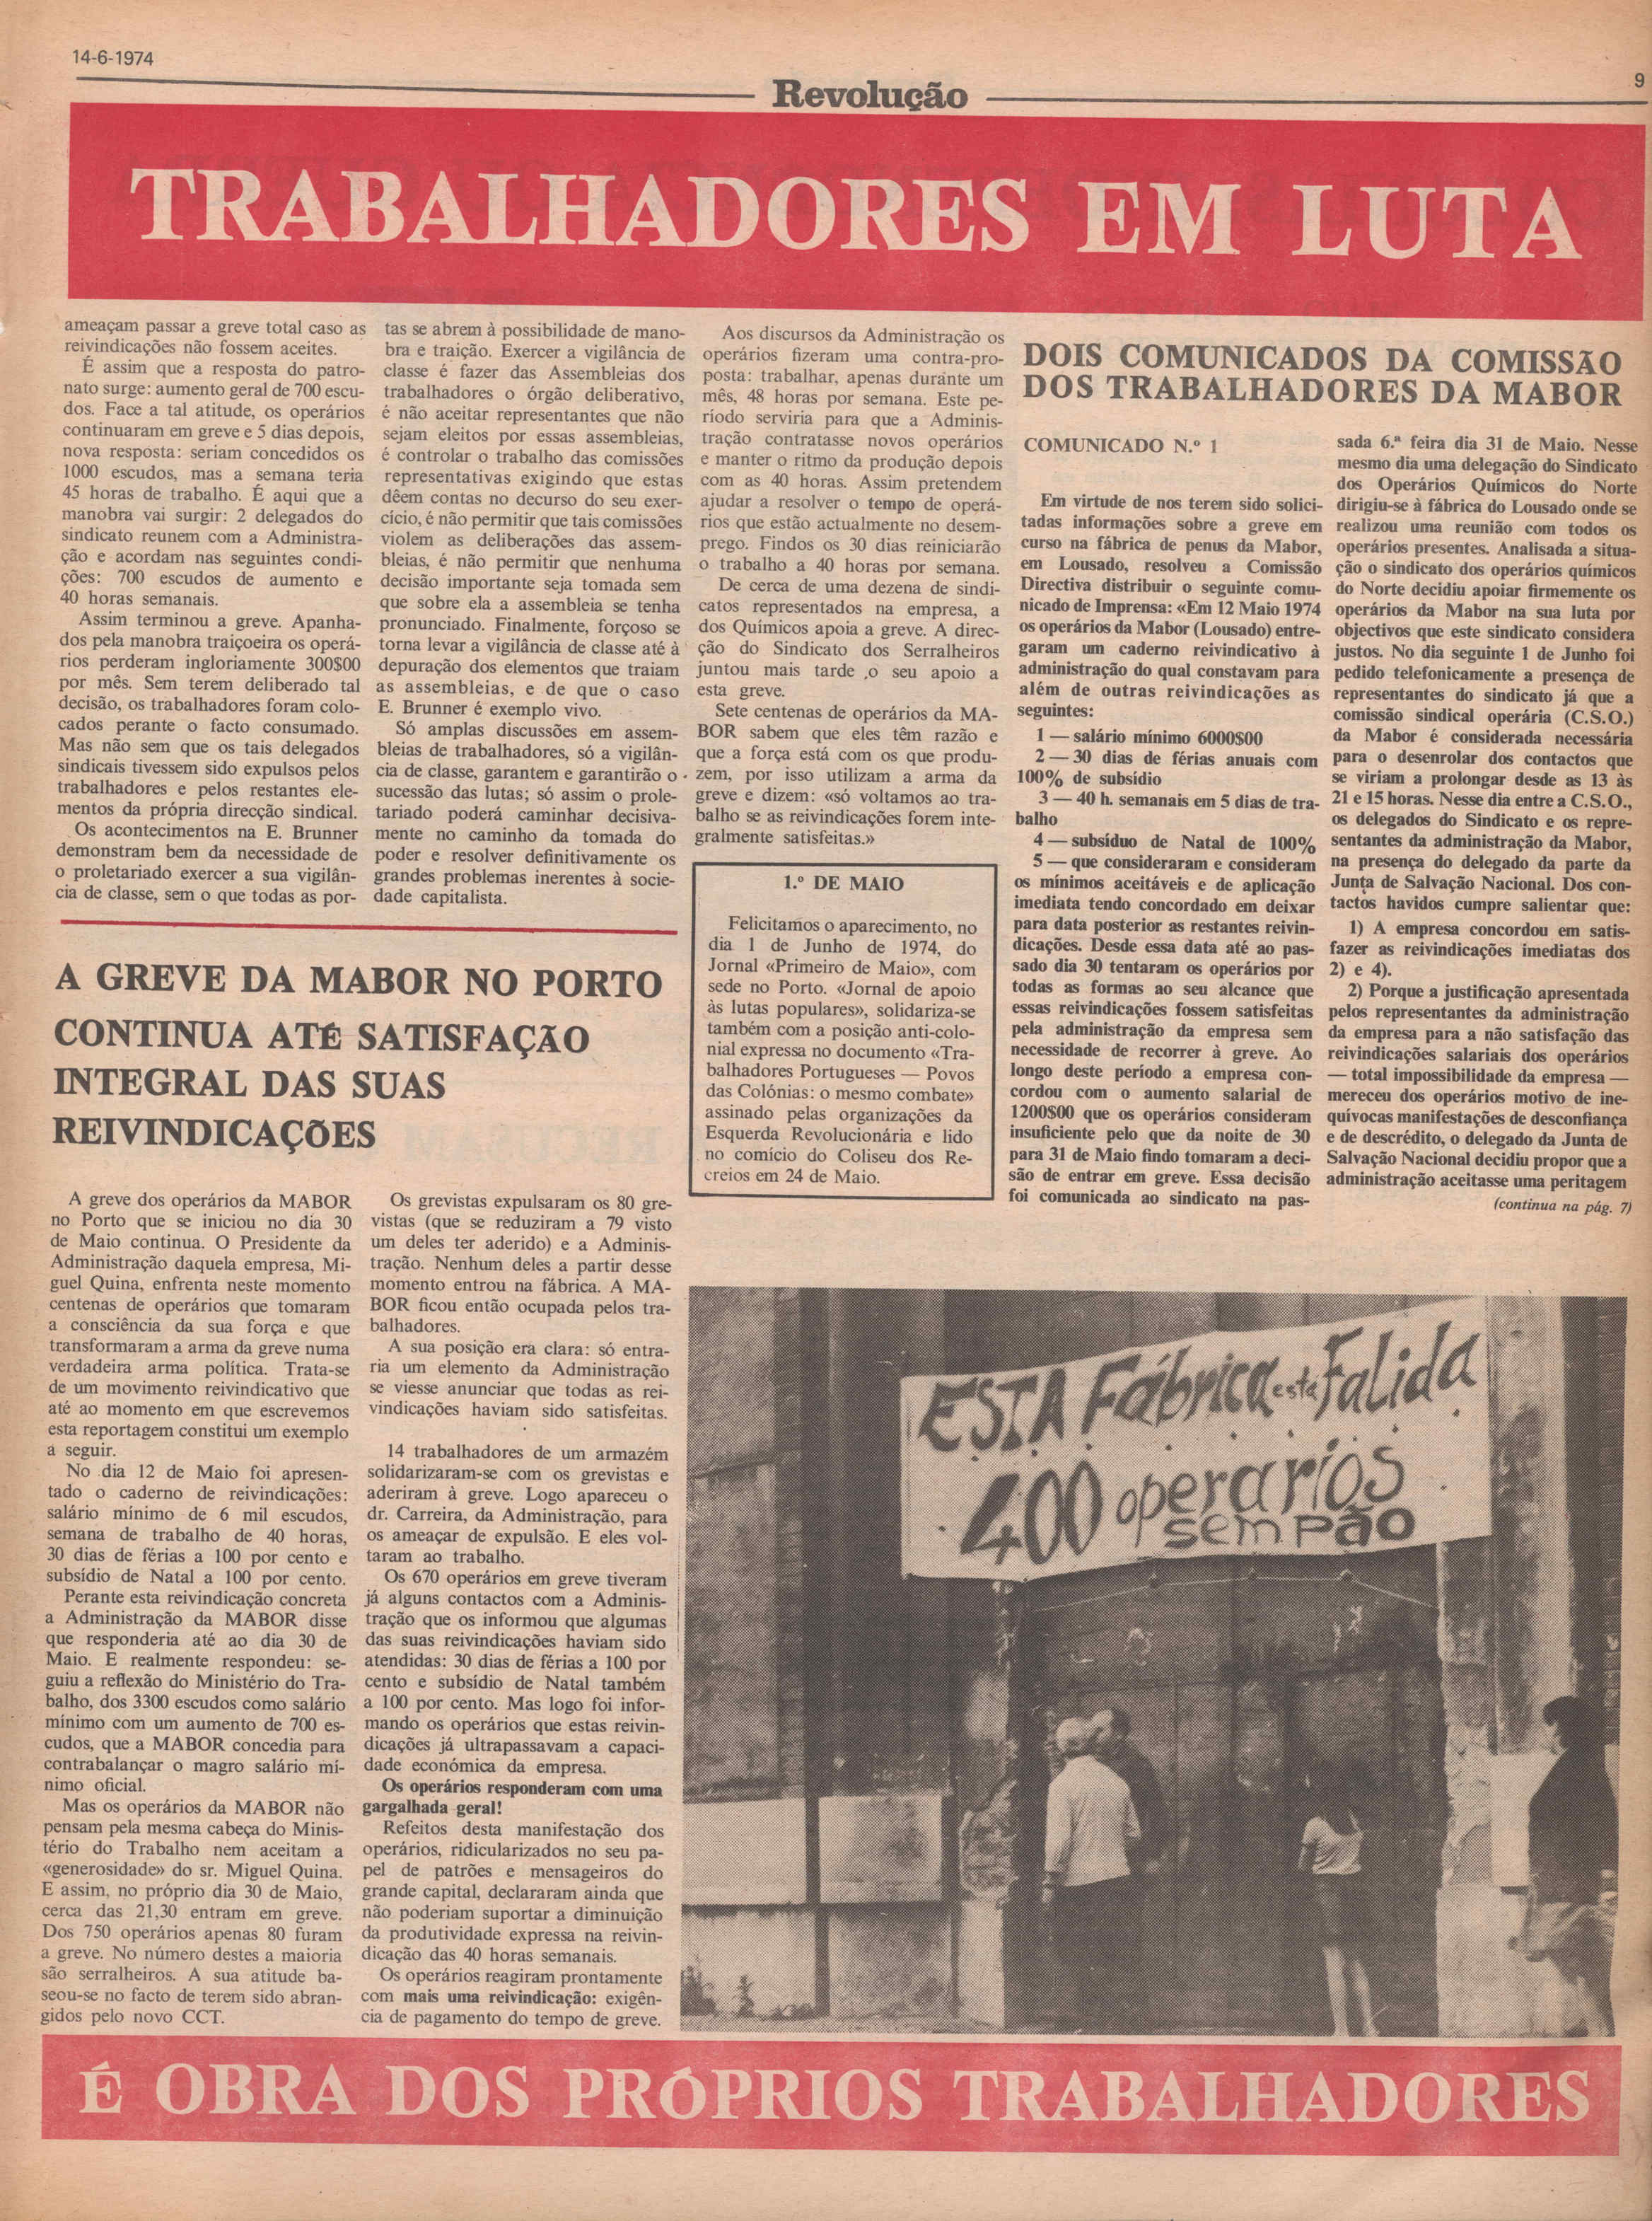 14-6-1974
9
Revolução
TRABALHADORES EM LUTA
ameaçam passar a greve total caso as
reivindicações não fossem aceites.
É assim que a resposta do patro-
nato surge: aumento geral de 700 escu-
dos. Face a tal atitude, os operários
continuaram em greve e 5 dias depois,
nova resposta: seriam concedidos os
1000 escudos, mas a semana teria
45 horas de trabalho. É aqui que a
manobra vai surgir: 2 delegados do
sindicato reunem com a Administra-
ção e acordam nas seguintes condi-
ções: 700 escudos de aumento e
40 horas semanais.
Assim terminou a greve. Apanha-
dos pela manobra traiçoeira os operá-
rios perderam ingloriamente 300$00
por mês. Sem terem deliberado tal
decisão, os trabalhadores foram colo-
cados perante o facto consumado.
Mas não sem que os tais delegados
sindicais tivessem sido expulsos pelos
trabalhadores e pelos restantes ele-
mentos da própria direcção sindical.
Os acontecimentos na E. Brunner
demonstram bem da necessidade de
o proletariado exercer a sua vigilân-
cia de classe, sem o que todas as por-
tas se abrem à possibilidade de mano-
bra e traição. Exercer a vigilância de
classe é fazer das Assembleias dos
trabalhadores o órgão deliberativo,
é não aceitar representantes que não
sejam eleitos por essas assembleias,
é controlar o trabalho das comissões
representativas exigindo que estas
dêem contas no decurso do seu exer-
cício, é não permitir que tais comissões
violem as deliberações das assem-
bleias, é não permitir que nenhuma
decisão importante seja tomada sem
que sobre ela a assembleia se tenha
pronunciado. Finalmente, forçoso se
torna levar a vigilância de classe até à
depuração dos elementos que traiam
as assembleias, e de que o caso
E. Brunner é exemplo vivo.
Só amplas discussões em assem-
bleias de trabalhadores, só a vigilân-
cia de classe, garantem e garantirão o
sucessão das lutas; só assim o prole-
tariado poderá caminhar decisiva-
mente no caminho da tomada do
poder e resolver definitivamente os
grandes problemas inerentes à socie-
dade capitalista.
A GREVE DA MABOR NO PORTO
CONTINUA ATÉ SATISFAÇÃO
INTEGRAL DAS SUAS
REIVINDICAÇÕES
A greve dos operários da MABOR
no Porto que se iniciou no dia 30
de Maio continua. O Presidente da
Administração daquela empresa, Mi-
guel Quina, enfrenta neste momento
centenas de operários que tomaram
a consciência da sua força e que
transformaram a arma da greve numa
verdadeira arma política. Trata-se
de um movimento reivindicativo que
até ao momento em que escrevemos
esta reportagem constitui um exemplo
a seguir.
No dia 12 de Maio foi apresen-
tado o caderno de reivindicações:
salário mínimo de 6 mil escudos,
semana de trabalho de 40 horas,
30 dias de férias a 100 por cento e
subsídio de Natal a 100 por cento.
Perante esta reivindicação concreta
a Administração da MABOR disse
que responderia até ao dia 30 de
Maio. E realmente respondeu: se-
guiu a reflexão do Ministério do Tra-
balho, dos 3300 escudos como salário
mínimo com um aumento de 700 es-
cudos, que a MABOR concedia para
contrabalançar o magro salário mí-
nimo oficial.
Mas os operários da MABOR não
pensam pela mesma cabeça do Minis-
tério do Trabalho nem aceitam a
«generosidade» do sr. Miguel Quina.
E assim, no próprio dia 30 de Maio,
cerca das 21,30 entram em greve.
Dos 750 operários apenas 80 furam
a greve. No número destes a maioria
são serralheiros. A sua atitude ba-
seou-se no facto de terem sido abran-
gidos pelo novo CCT.
Os grevistas expulsaram os 80 gre-
vistas (que se reduziram a 79 visto
um deles ter aderido) e a Adminis-
tração. Nenhum deles a partir desse
momento entrou na fábrica. A MA-
BOR ficou então ocupada pelos tra-
balhadores.
A sua posição era clara: só entra-
ria um elemento da Administração
se viesse anunciar que todas as rei-
vindicações haviam sido satisfeitas.
14 trabalhadores de um armazém
solidarizaram-se com os grevistas e
aderiram à greve. Logo apareceu o
dr. Carreira, da Administração, para
os ameaçar de expulsão. E eles vol-
taram ao trabalho.
Os 670 operários em greve tiveram
já alguns contactos com a Adminis-
tração que os informou que algumas
das suas reivindicações haviam sido
atendidas: 30 dias de férias a 100 por
cento e subsídio de Natal também
a 100 por cento. Mas logo foi infor-
mando os operários que estas reivin-
dicações já ultrapassavam a capaci-
dade económica da empresa.
Os operários responderam com uma
gargalhada geral!
Refeitos desta manifestação dos
operários, ridicularizados no seu pa-
pel de patrões e mensageiros do
grande capital, declararam ainda que
não poderiam suportar a diminuição
da produtividade expressa na reivin-
dicação das 40 horas semanais.
Os operários reagiram prontamente
com mais uma reivindicação: exigên-
cia de pagamento do tempo de greve.
Aos discursos da Administração os
operários fizeram uma contra-pro-
posta: trabalhar, apenas durante um
mês, 48 horas por semana. Este pe-
ríodo serviria para que a Adminis-
tração contratasse novos operários
e manter o ritmo da produção depois
com as 40 horas. Assim pretendem
ajudar a resolver o tempo de operá-
rios que estão actualmente no desem-
prego. Findos os 30 dias reiniciarão
o trabalho a 40 horas por semana.
De cerca de uma dezena de sindi-
catos representados na empresa, a
dos Químicos apoia a greve. A direc-
ção do Sindicato dos Serralheiros
juntou mais tarde ,o seu apoio a
esta greve.
Sete centenas de operários da MA-
BOR sabem que eles têm razão e
que a força está com os que produ-
zem, por isso utilizam a arma da
greve e dizem: «só voltamos ao tra-
balho se as reivindicações forem inte-
gralmente satisfeitas.»
1.º DE MAIO
Felicitamos o aparecimento, no
dia 1 de Junho de 1974, do
Jornal «Primeiro de Maio», com
sede no Porto. «Jornal de apoio
às lutas populares», solidariza-se
também com a posição anti-colo-
nial expressa no documento «Tra-
balhadores Portugueses — Povos
das Colónias: o mesmo combate»
assinado pelas organizações da
Esquerda Revolucionária e lido
no comício do Coliseu dos Re-
creios em 24 de Maio.
DOIS COMUNICADOS DA COMISSÃO
DOS TRABALHADORES DA MABOR
COMUNICADO N.º 1
Em virtude de nos terem sido solici-
tadas informações sobre a greve em
curso na fábrica de penus da Mabor,
em Lousado, resolveu a Comissão
Directiva distribuir o seguinte comu-
nicado de Imprensa: «Em 12 Maio 1974
os operários da Mabor (Lousado) entre-
garam um caderno reivindicativo à
administração do qual constavam para
além de outras reivindicações as
seguintes:
1 — salário mínimo 6000$00
2 — 30 dias de férias anuais com
100% de subsídio
3 — 40 h. semanais em 5 dias de tra-
balho
4 — subsíduo de Natal de 100%
5 — que consideraram e consideram
os mínimos aceitáveis e de aplicação
imediata tendo concordado em deixar
para data posterior as restantes reivin-
dicações. Desde essa data até ao pas-
sado dia 30 tentaram os operários por
todas as formas ao seu alcance que
essas reivindicações fossem satisfeitas
pela administração da empresa sem
necessidade de recorrer à greve. Ao
longo deste período a empresa con-
cordou com o aumento salarial de
1200$00 que os operários consideram
insuficiente pelo que da noite de 30
para 31 de Maio findo tomaram a deci-
são de entrar em greve. Essa decisão
foi comunicada ao sindicato na pas-
sada 6.ª feira dia 31 de Maio. Nesse
mesmo dia uma delegação do Sindicato
dos Operários Químicos do Norte
dirigiu-se à fábrica do Lousado onde se
realizou uma reunião com todos os
operários presentes. Analisada a situa-
ção o sindicato dos operários químicos
do Norte decidiu apoiar firmemente os
operários da Mabor na sua luta por
objectivos que este sindicato considera
justos. No dia seguinte 1 de Junho foi
pedido telefonicamente a presença de
representantes do sindicato já que a
comissão sindical operária (C.S.O.)
da Mabor é considerada necessária
para o desenrolar dos contactos que
se viriam a prolongar desde as 13 às
21 e 15 horas. Nesse dia entre a C.S.O.,
os delegados do Sindicato e os repre-
sentantes da administração da Mabor,
na presença do delegado da parte da
Junta de Salvação Nacional. Dos con-
tactos havidos cumpre salientar que:
1) A empresa concordou em satis-
fazer as reivindicações imediatas dos
2) e 4).
2) Porque a justificação apresentada
pelos representantes da administração
da empresa para a não satisfação das
reivindicações salariais dos operários
— total impossibilidade da empresa —
mereceu dos operários motivo de ine-
quívocas manifestações de desconfiança
e de descrédito, o delegado da Junta de
Salvação Nacional decidiu propor que a
administração aceitasse uma peritagem
(continua na pág. 7)
ESTA Fábrica está Falida
400 operarios
sem pão
É OBRA DOS PRÓPRIOS TRABALHADORES